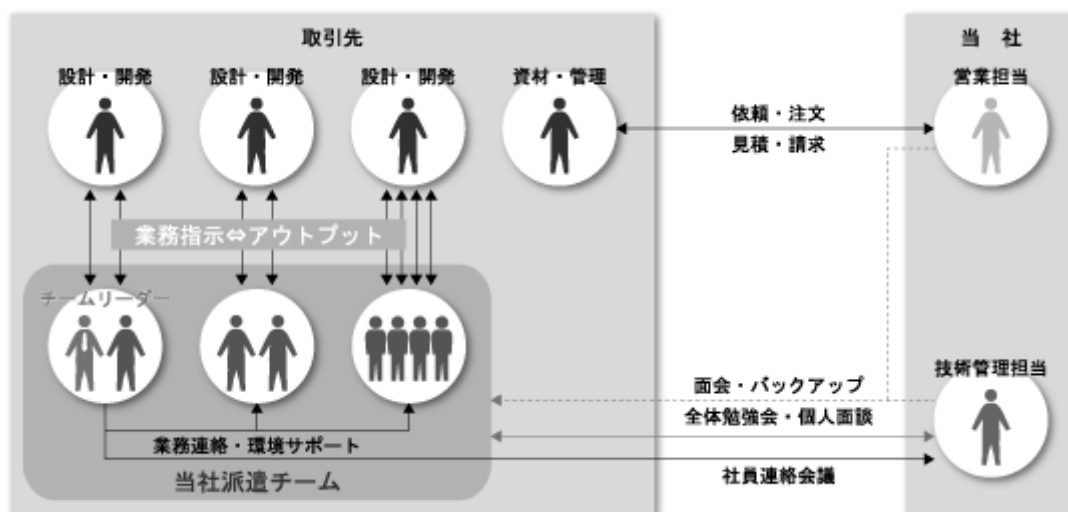 取引先
当 社
設計・開発
設計・開発
設計・開発
資材・管理
営業担当
依頼・注文
見積・請求
業務指示⇔アウトプット
チームリーダー
技術管理担当
面会・バックアップ
全体勉強会・個人面談
業務連絡・環境サポート
社員連絡会議
当社派遣チーム